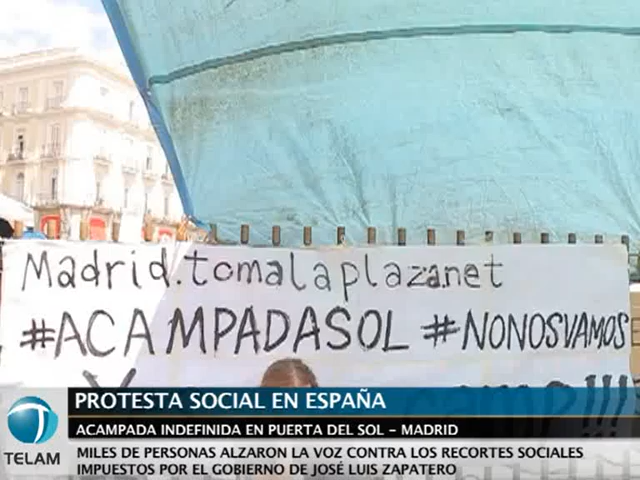 Madrid.tomalaplaza.net
#ACAMPADASOL #NONOSVAMOS
PROTESTA SOCIAL EN ESPAÑA
ACAMPADA INDEFINIDA EN PUERTA DEL SOL – MADRID
TELAM
MILES DE PERSONAS ALZARON LA VOZ CONTRA LOS RECORTES SOCIALES
IMPUESTOS POR EL GOBIERNO DE JOSÉ LUIS ZAPATERO